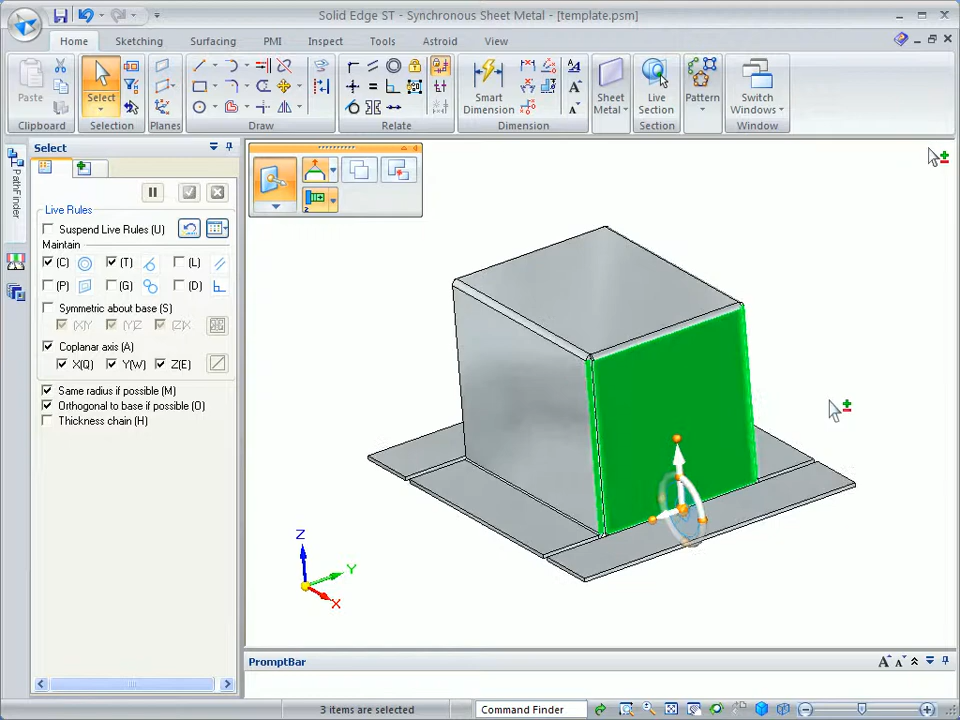 Solid Edge ST - Synchronous Sheet Metal - [template.psm]
Home Sketching Surfacing PMI Inspect Tools Astroid View
Paste Select Smart Dimension Sheet Metal Live Section Pattern Switch Windows
Clipboard Selection Planes Draw Relate Dimension Section Window
Select
PathFinder
Live Rules
Suspend Live Rules (U)
Maintain
(C) (T) (L)
(P) (G) (D)
Symmetric about base (S)
(X)Y (Y)Z (Z)X
Coplanar axis (A)
X(Q) Y(W) Z(E)
Same radius if possible (M)
Orthogonal to base if possible (O)
Thickness chain (H)
Z
Y
X
PromptBar
3 items are selected Command Finder